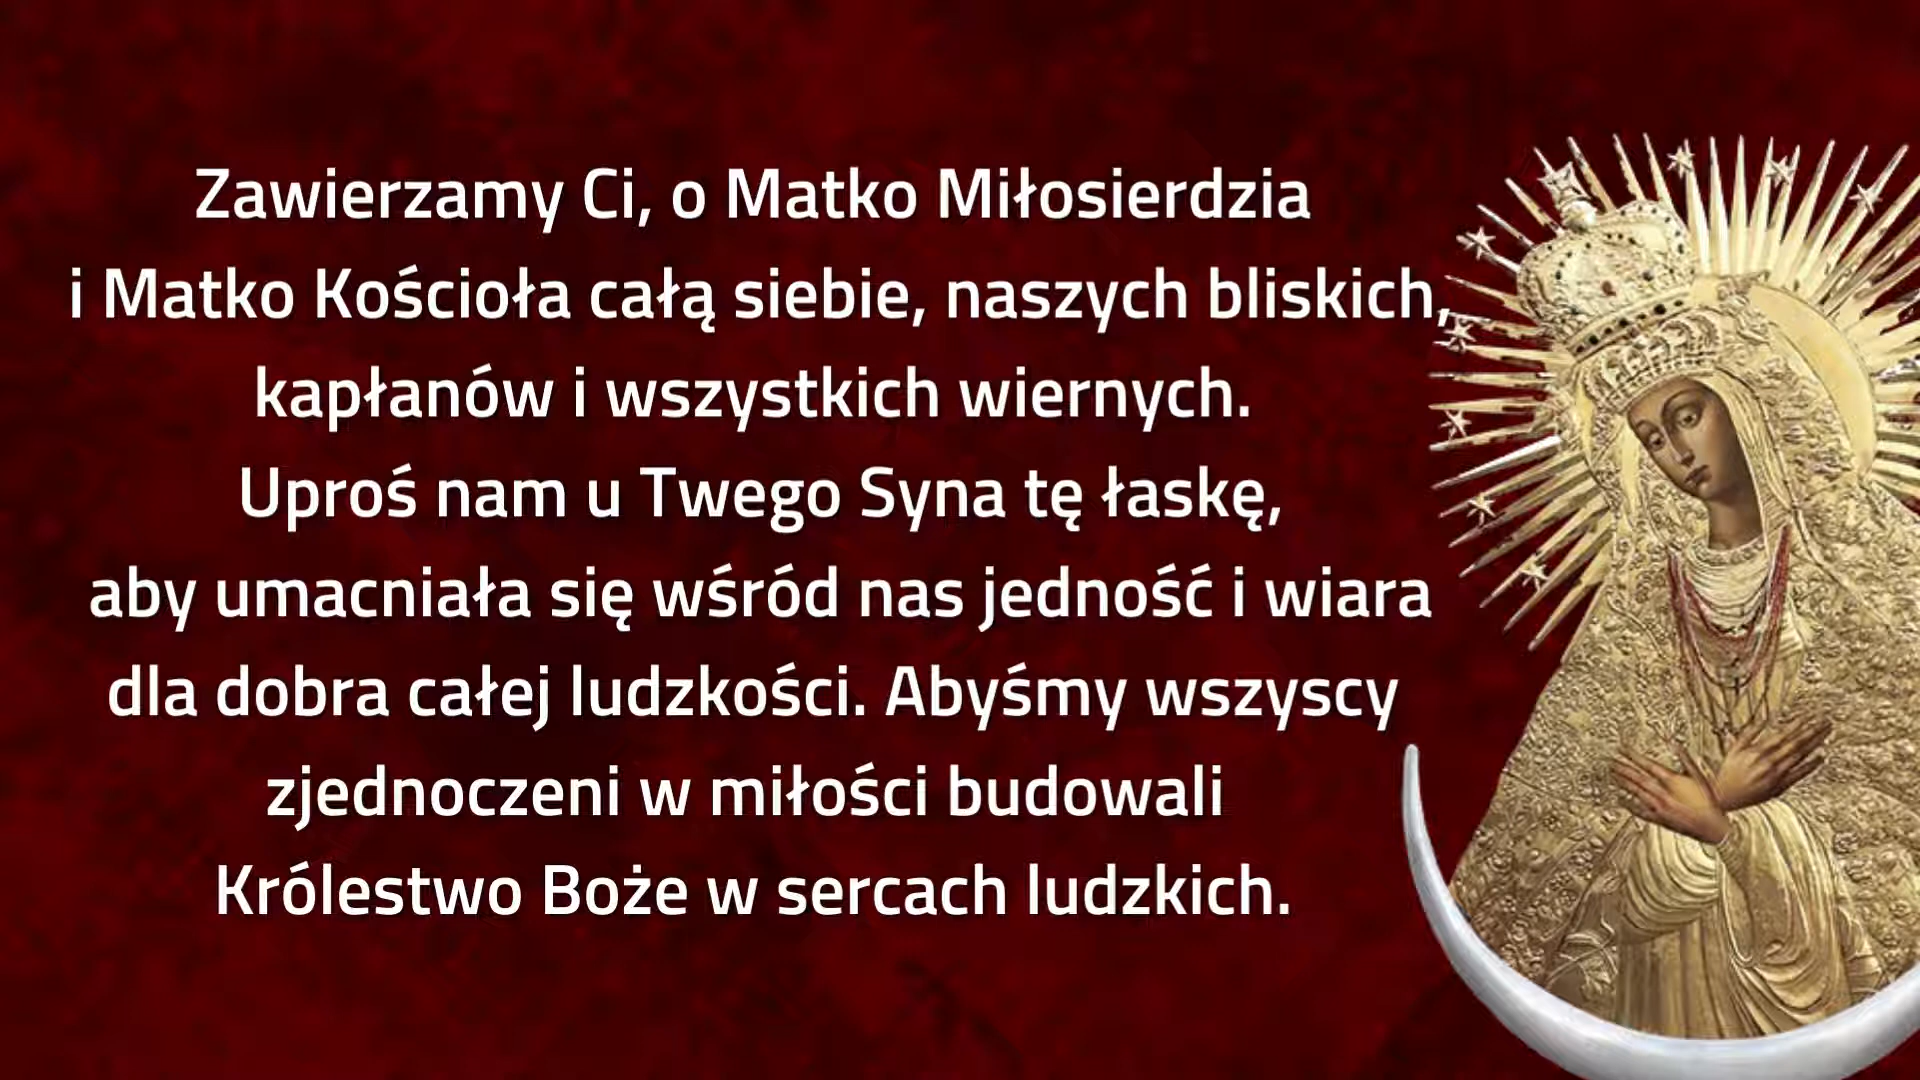 Zawierzamy Ci, o Matko Miłosierdzia
i Matko Kościoła całą siebie, naszych bliskich,
kapłanów i wszystkich wiernych.
Uproś nam u Twego Syna tę łaskę,
aby umacniała się wśród nas jedność i wiara
dla dobra całej ludzkości. Abyśmy wszyscy
zjednoczeni w miłości budowali
Królestwo Boże w sercach ludzkich.